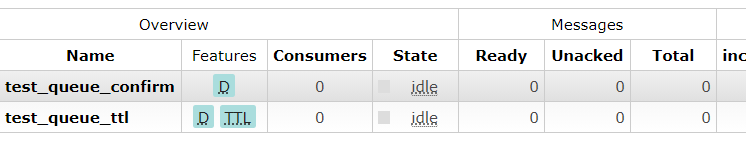 Overview Messages
Name Features Consumers State Ready Unacked Total inc
test_queue_confirm D 0 idle 0 0 0
test_queue_ttl D TTL 0 idle 0 0 0